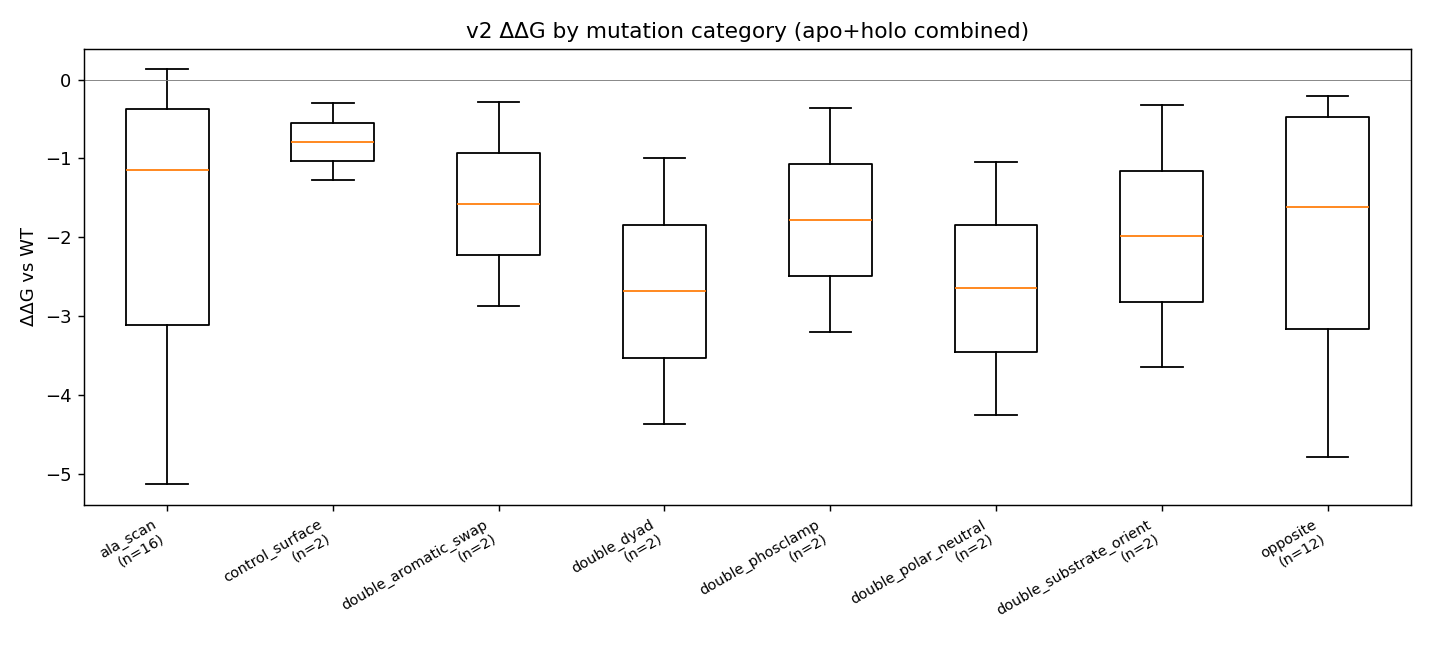 v2 ΔΔG by mutation category (apo+holo combined)
ΔΔG vs WT
0
−1
−2
−3
−4
−5
ala_scan
(n=16)
control_surface
(n=2)
double_aromatic_swap
(n=2)
double_dyad
(n=2)
double_phosclamp
(n=2)
double_polar_neutral
(n=2)
double_substrate_orient
(n=2)
opposite
(n=12)